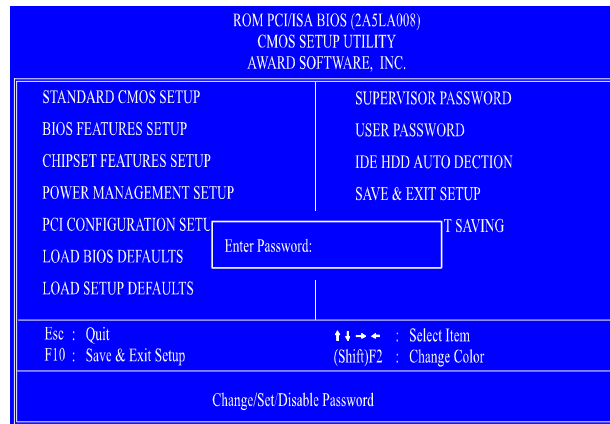 ROM PCI/ISA BIOS (2A5LA008)
CMOS SETUP UTILITY
AWARD SOFTWARE, INC.
STANDARD CMOS SETUP
BIOS FEATURES SETUP
CHIPSET FEATURES SETUP
POWER MANAGEMENT SETUP
PCI CONFIGURATION SETU
LOAD BIOS DEFAULTS
LOAD SETUP DEFAULTS
SUPERVISOR PASSWORD
USER PASSWORD
IDE HDD AUTO DECTION
SAVE & EXIT SETUP
T SAVING
Enter Password:
Esc : Quit
F10 : Save & Exit Setup
↑ ↓ → ← : Select Item
(Shift)F2 : Change Color
Change/Set/Disable Password